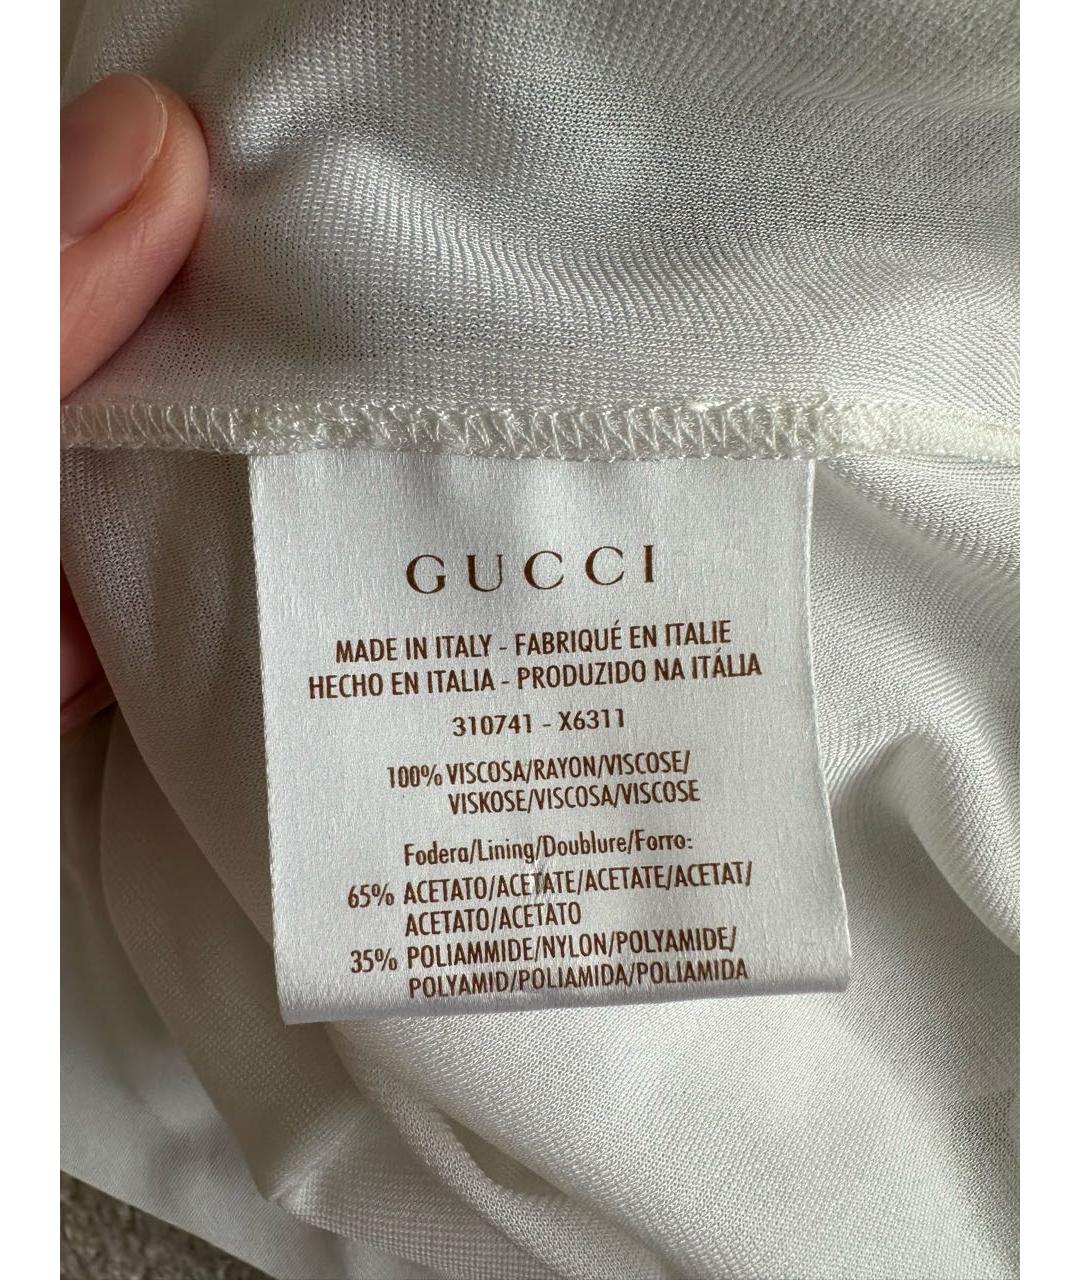 GUCCI
MADE IN ITALY - FABRIQUÉ EN ITALIE
HECHO EN ITALIA - PRODUZIDO NA ITÁLIA
310741 - X6311
100% VISCOSA/RAYON/VISCOSE/
VISKOSE/VISCOSA/VISCOSE
Fodera/Lining/Doublure/Forro:
65% ACETATO/ACETATE/ACETATE/ACETAT/
ACETATO/ACETATO
35% POLIAMMIDE/NYLON/POLYAMIDE/
POLYAMID/POLIAMIDA/POLIAMIDA